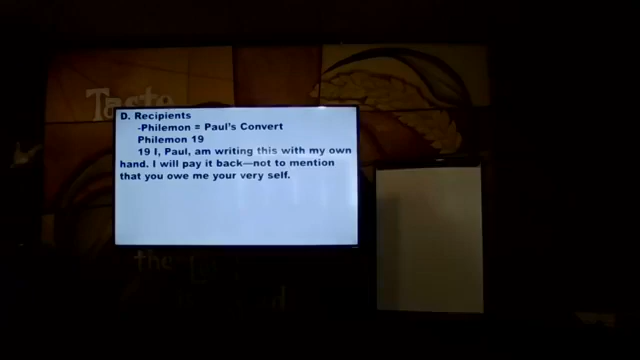 Taste
D. Recipients
-Philemon = Paul's Convert
Philemon 19
19 I, Paul, am writing this with my own
hand. I will pay it back—not to mention
that you owe me your very self.
the